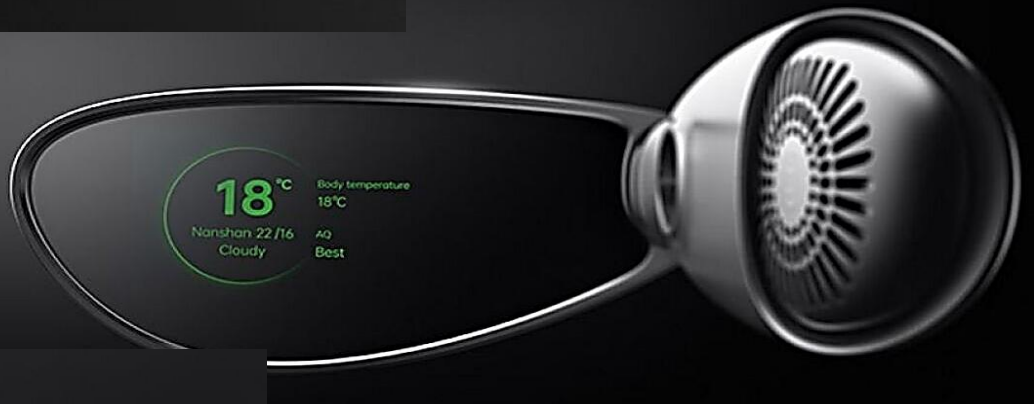 18°C
Nanshan 22/16
Cloudy
Body temperature
18°C
AQ
Best